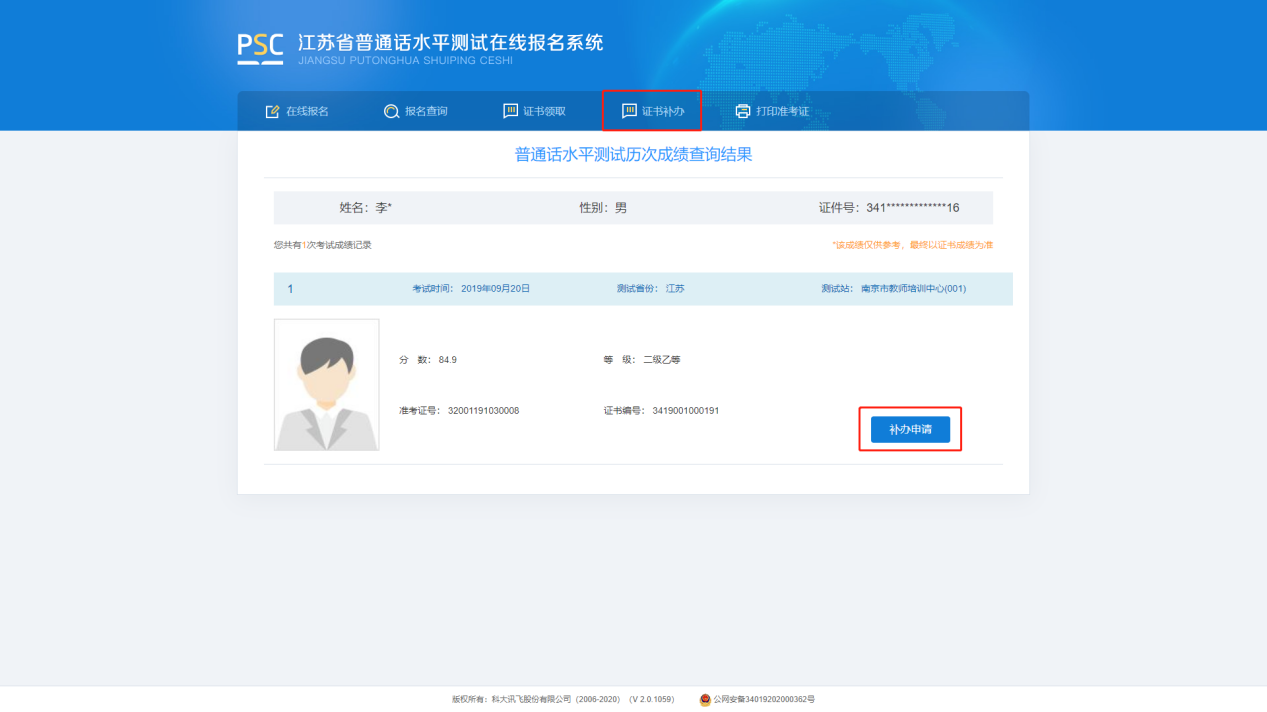 PSC 江苏省普通话水平测试在线报名系统
JIANGSU PUTONGHUA SHUIPING CESHI
在线报名 报名查询 证书领取 证书补办 打印准考证
普通话水平测试历次成绩查询结果
姓名：李* 性别：男 证件号：341*************16
您共有1次考试成绩记录 *该成绩仅供参考，最终以证书成绩为准
1 考试时间： 2019年09月20日 测试省份： 江苏 测试站： 南京市教师培训中心(001)
分 数： 84.9 等 级： 二级乙等
准考证号： 32001191030008 证书编号： 3419001000191
补办申请
版权所有：科大讯飞股份有限公司（2006-2020）（V 2.0.1059） 公网安备34019202000362号